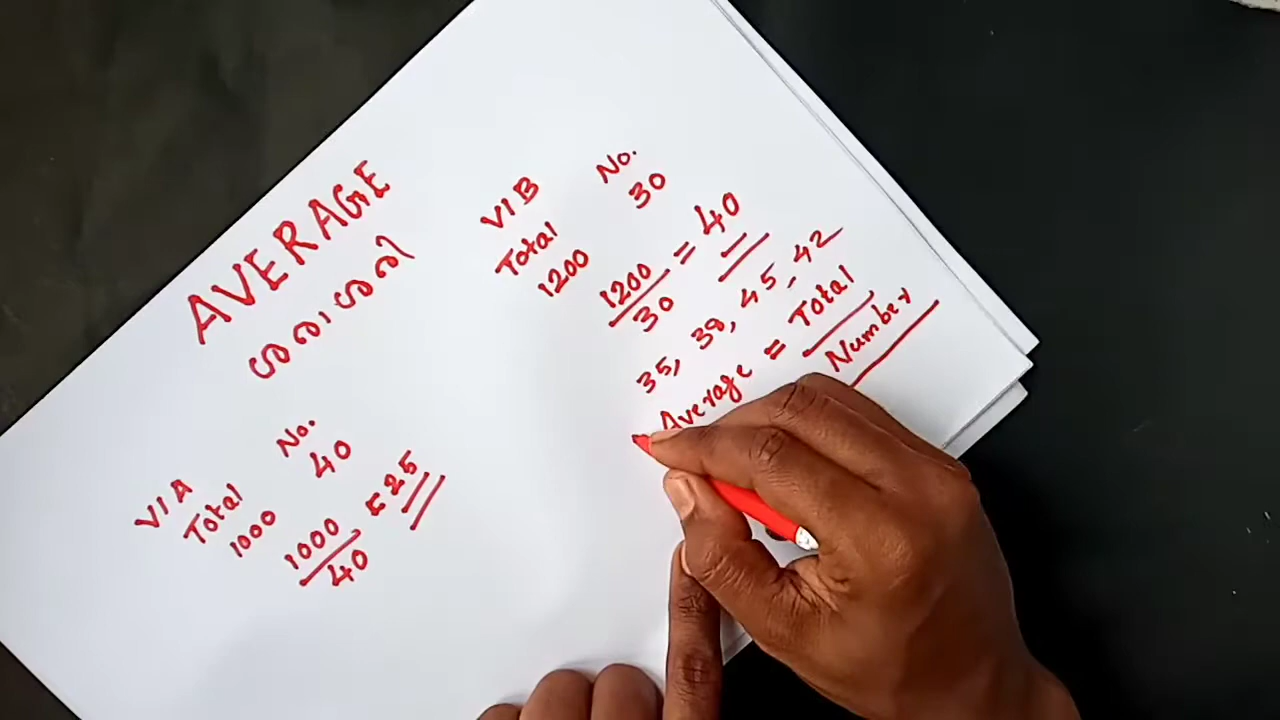 AVERAGE
ശരാശരി
VI A
Total No.
1000 40
1000
40
= 25
VI B
Total No.
1200 30
1200
30
= 40
35, 38, 45, 42
Average = Total
Number